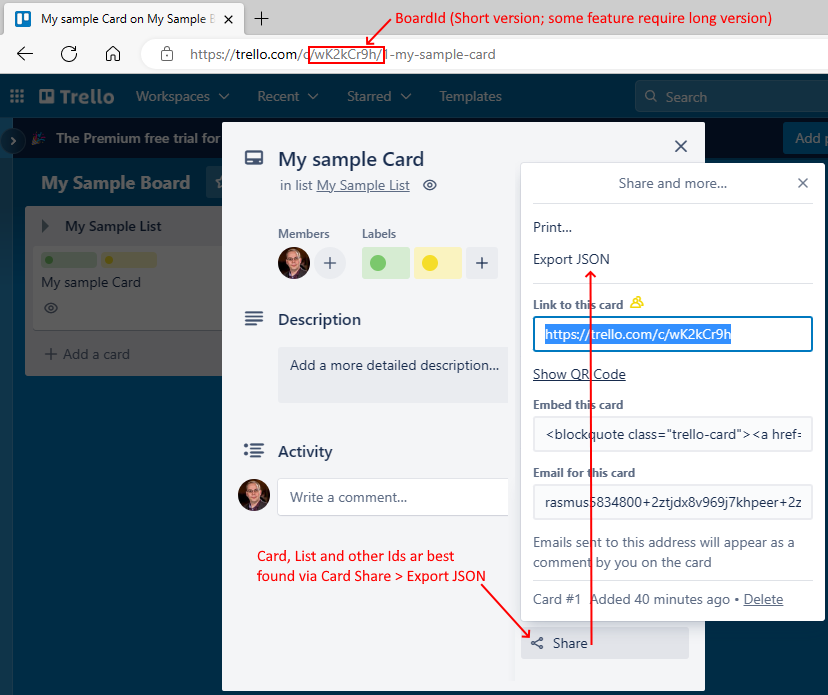 My sample Card on My Sample B
BoardId (Short version; some feature require long version)
https://trello.com/c/wK2kCr9h/1-my-sample-card
Trello
Workspaces
Recent
Starred
Templates
Search
The Premium free trial for
Add p
My Sample Board
My Sample List
My sample Card
Add a card
My sample Card
in list My Sample List
Members
Labels
Description
Add a more detailed description...
Activity
Write a comment...
Card, List and other Ids ar best
found via Card Share > Export JSON
Share
Share and more...
Print...
Export JSON
Link to this card
https://trello.com/c/wK2kCr9h
Show QR Code
Embed this card
<blockquote class="trello-card"><a href=
Email for this card
rasmus5834800+2ztjdx8v969j7khpeer+2z
Emails sent to this address will appear as a
comment by you on the card
Card #1 Added 40 minutes ago • Delete